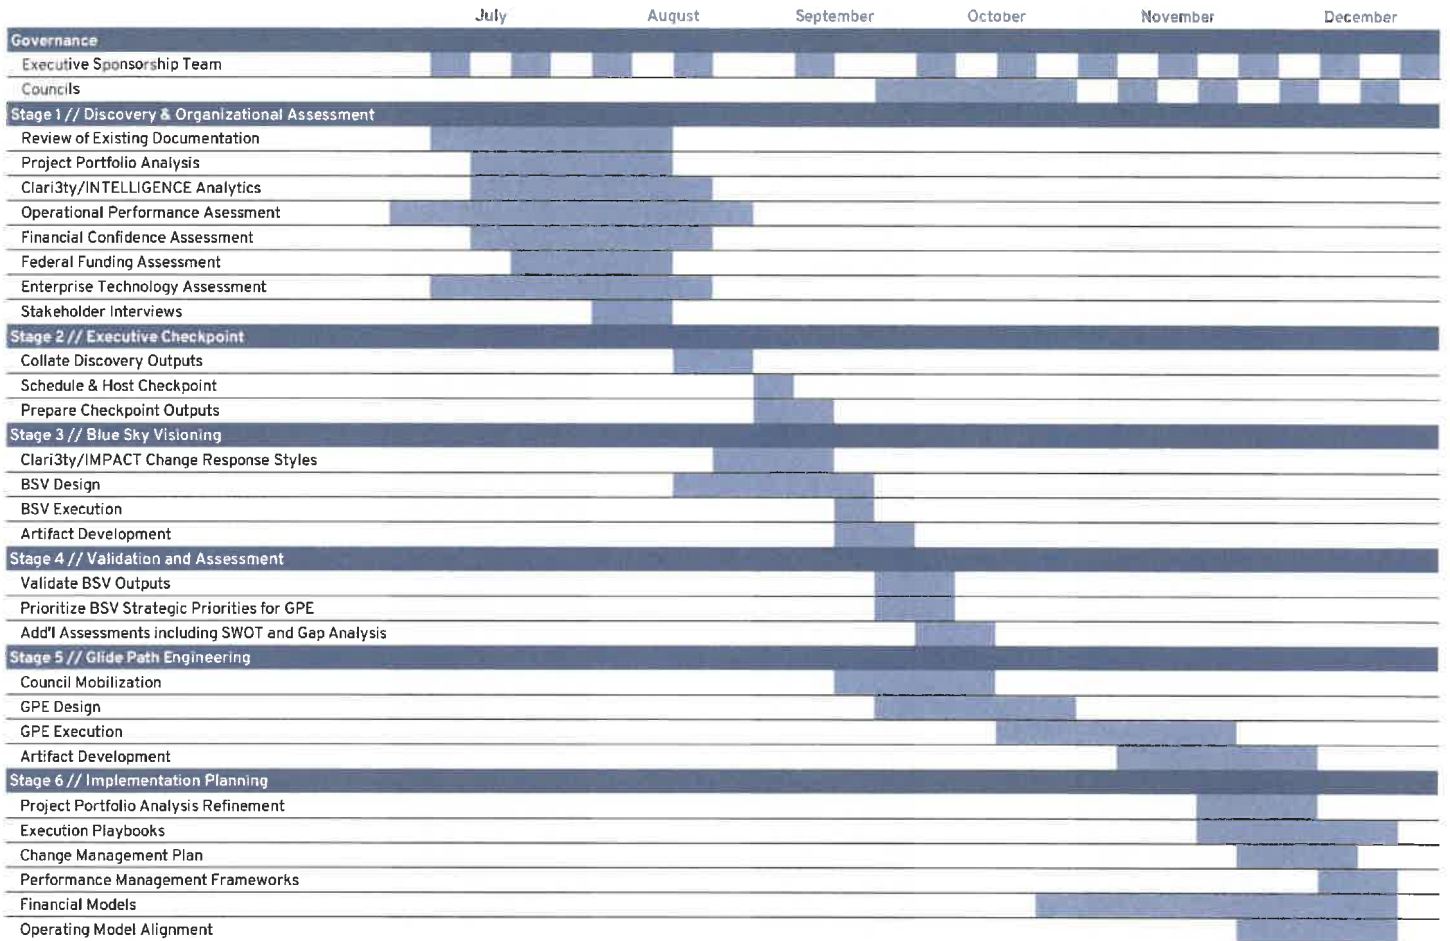 July August September October November December
Governance
Executive Sponsorship Team
Councils
Stage 1 // Discovery & Organizational Assessment
Review of Existing Documentation
Project Portfolio Analysis
Clari3ty/INTELLIGENCE Analytics
Operational Performance Asessment
Financial Confidence Assessment
Federal Funding Assessment
Enterprise Technology Assessment
Stakeholder Interviews
Stage 2 // Executive Checkpoint
Collate Discovery Outputs
Schedule & Host Checkpoint
Prepare Checkpoint Outputs
Stage 3 // Blue Sky Visioning
Clari3ty/IMPACT Change Response Styles
BSV Design
BSV Execution
Artifact Development
Stage 4 // Validation and Assessment
Validate BSV Outputs
Prioritize BSV Strategic Priorities for GPE
Add'l Assessments including SWOT and Gap Analysis
Stage 5 // Glide Path Engineering
Council Mobilization
GPE Design
GPE Execution
Artifact Development
Stage 6 // Implementation Planning
Project Portfolio Analysis Refinement
Execution Playbooks
Change Management Plan
Performance Management Frameworks
Financial Models
Operating Model Alignment